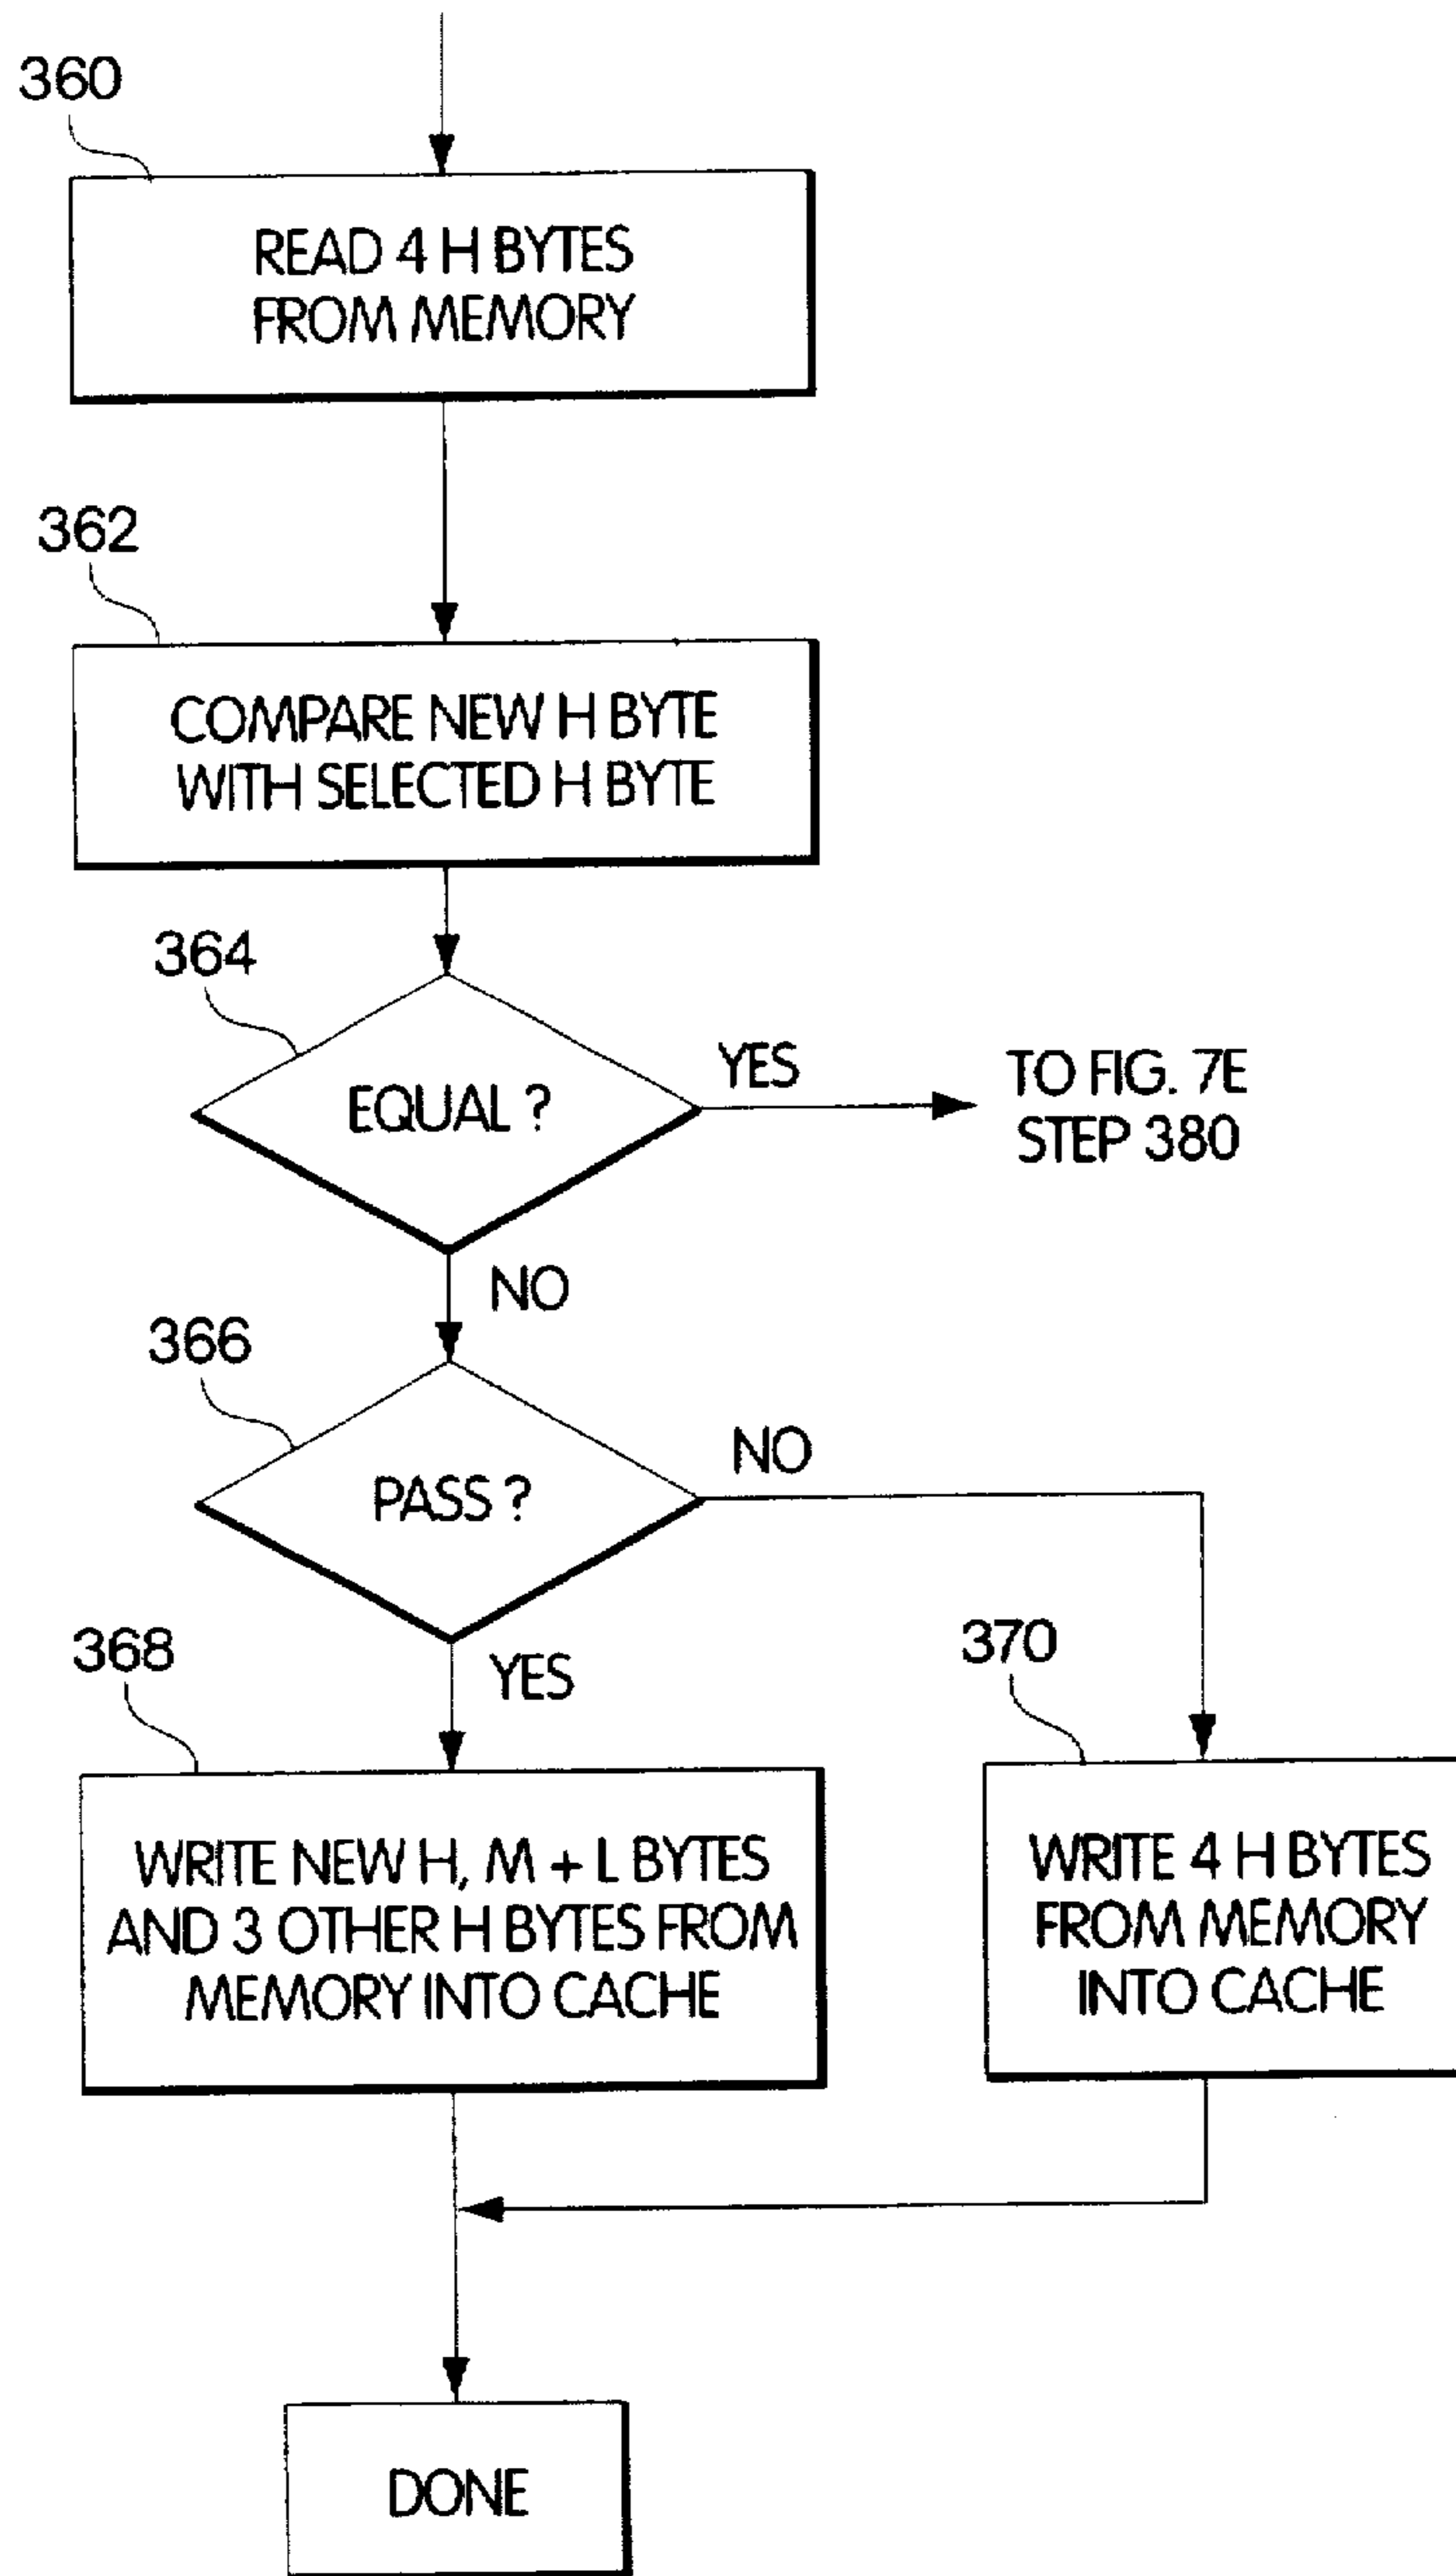 360
READ 4 H BYTES
FROM MEMORY
362
COMPARE NEW H BYTE
WITH SELECTED H BYTE
364
EQUAL ?
YES
TO FIG. 7E
STEP 380
NO
366
PASS ?
NO
YES
368
WRITE NEW H, M + L BYTES
AND 3 OTHER H BYTES FROM
MEMORY INTO CACHE
370
WRITE 4 H BYTES
FROM MEMORY
INTO CACHE
DONE